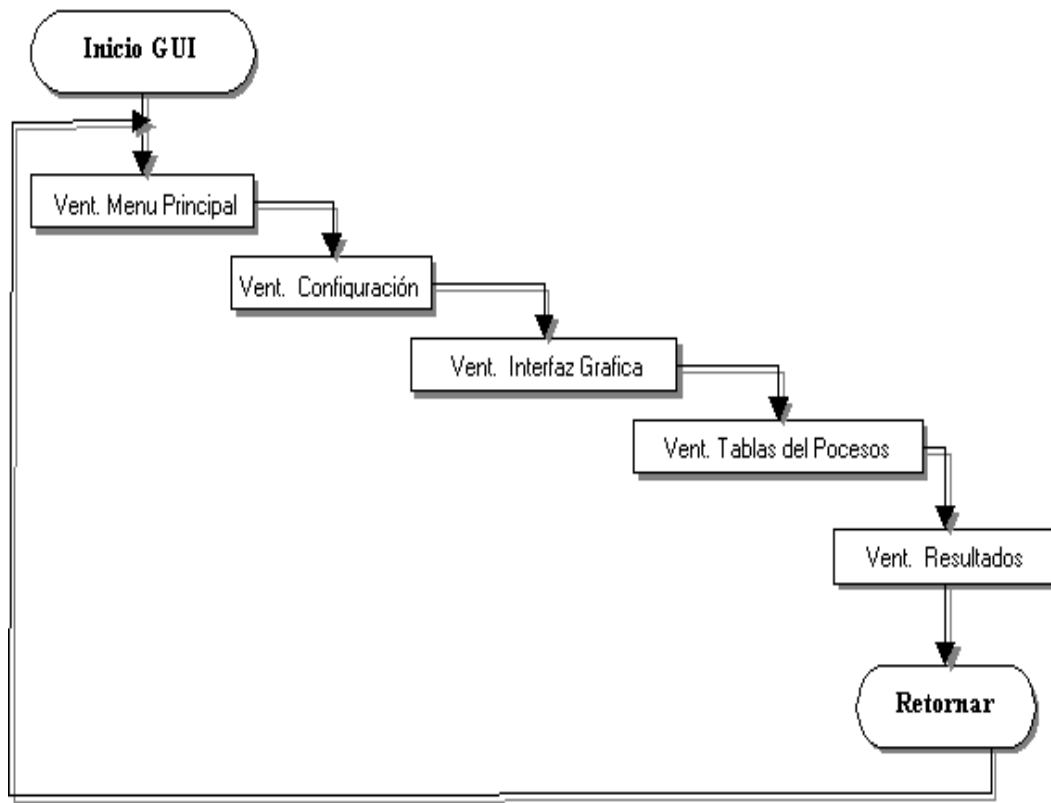 Inicio GUI
Vent. Menu Principal
Vent. Configuración
Vent. Interfaz Grafica
Vent. Tablas del Pocesos
Vent. Resultados
Retornar